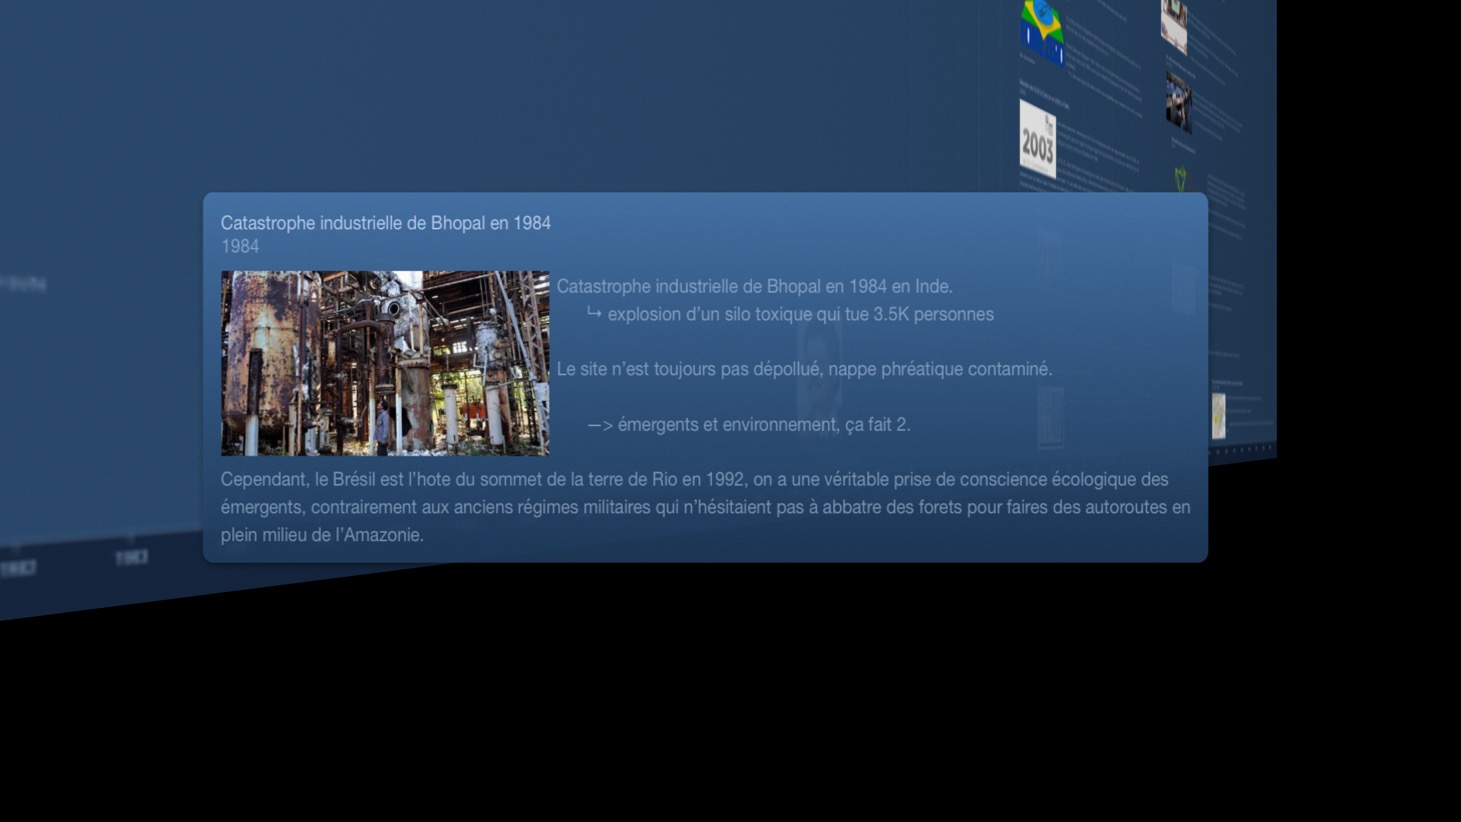 2003
Catastrophe industrielle de Bhopal en 1984
1984
Catastrophe industrielle de Bhopal en 1984 en Inde.
↳ explosion d’un silo toxique qui tue 3.5K personnes
Le site n’est toujours pas dépollué, nappe phréatique contaminé.
—> émergents et environnement, ça fait 2.
Cependant, le Brésil est l’hote du sommet de la terre de Rio en 1992, on a une véritable prise de conscience écologique des
émergents, contrairement aux anciens régimes militaires qui n’hésitaient pas à abbatre des forets pour faires des autoroutes en
plein milieu de l’Amazonie.
1983